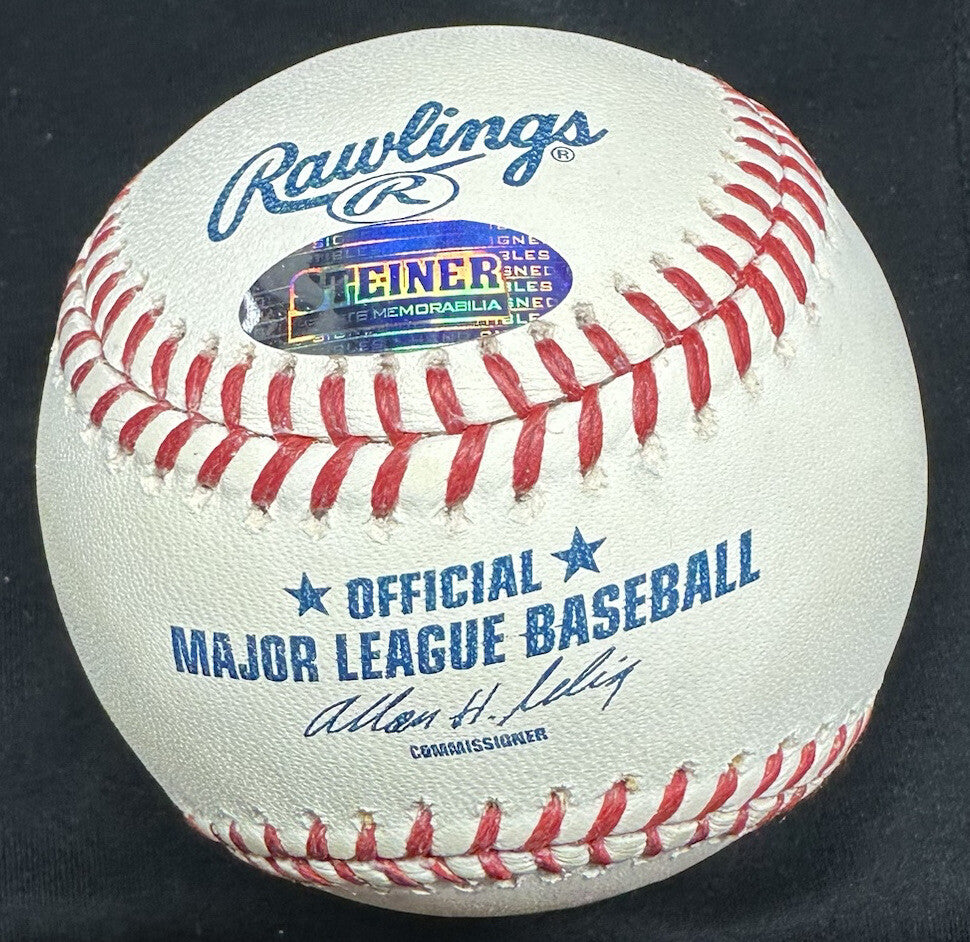 Rawlings®
R
STEINER
MEMORABILIA
★ OFFICIAL ★
MAJOR LEAGUE BASEBALL
Allan H. Selig
COMMISSIONER